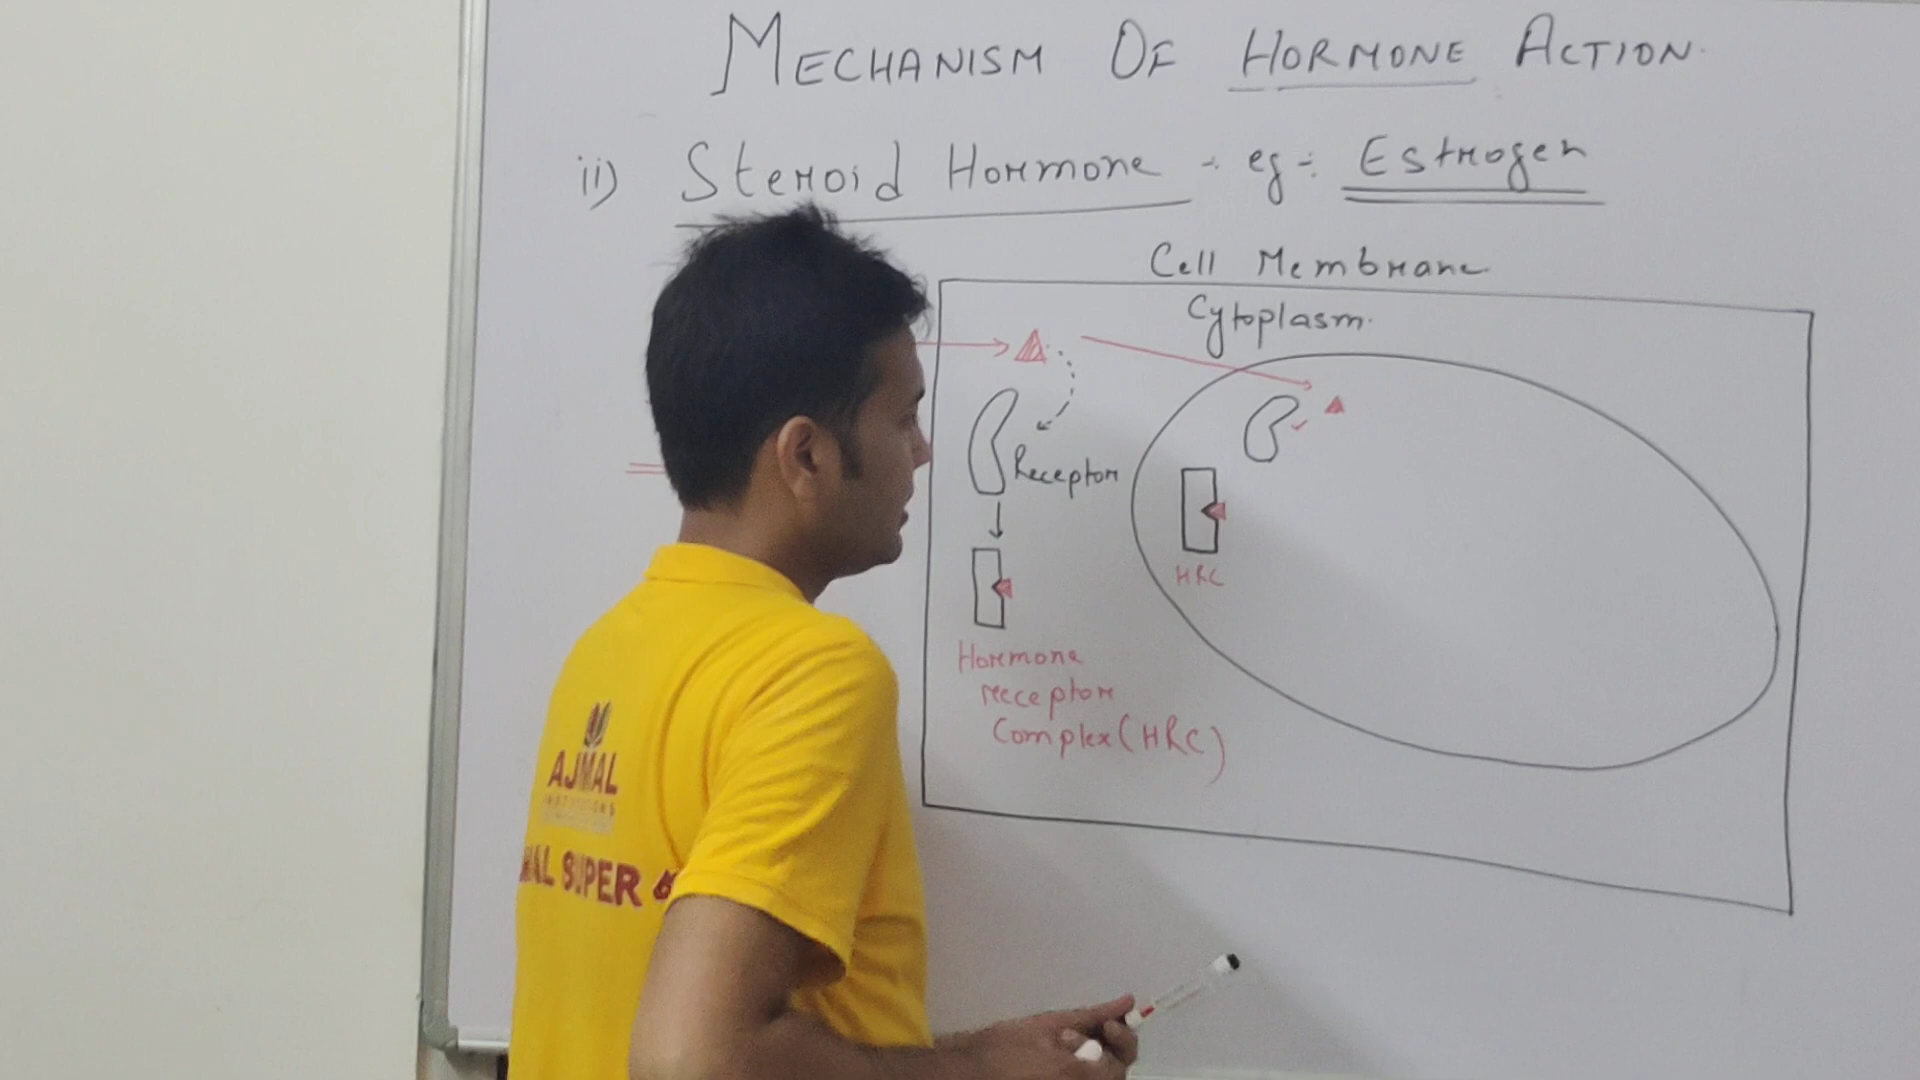 MECHANISM OF HORMONE ACTION.
ii) Steroid Hormone -: eg -: Estrogen
Cell Membrane
Cytoplasm.
Receptor
HRC
Hormone
receptor
Complex (HRC)
AJMAL
SUPER